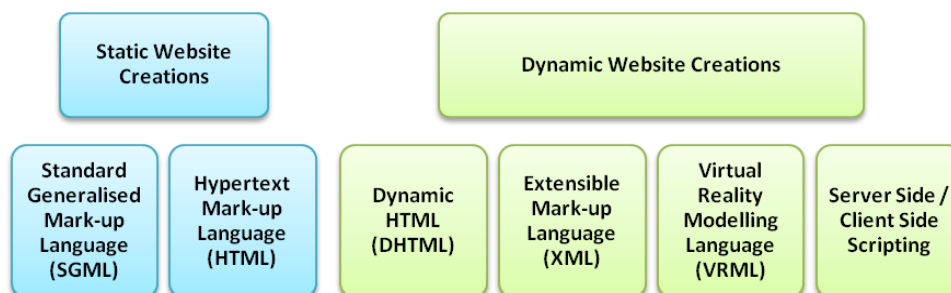 Static Website
Creations
Dynamic Website Creations
Standard
Generalised
Mark-up
Language
(SGML)
Hypertext
Mark-up
Language
(HTML)
Dynamic
HTML
(DHTML)
Extensible
Mark-up
Language
(XML)
Virtual
Reality
Modelling
Language
(VRML)
Server Side /
Client Side
Scripting